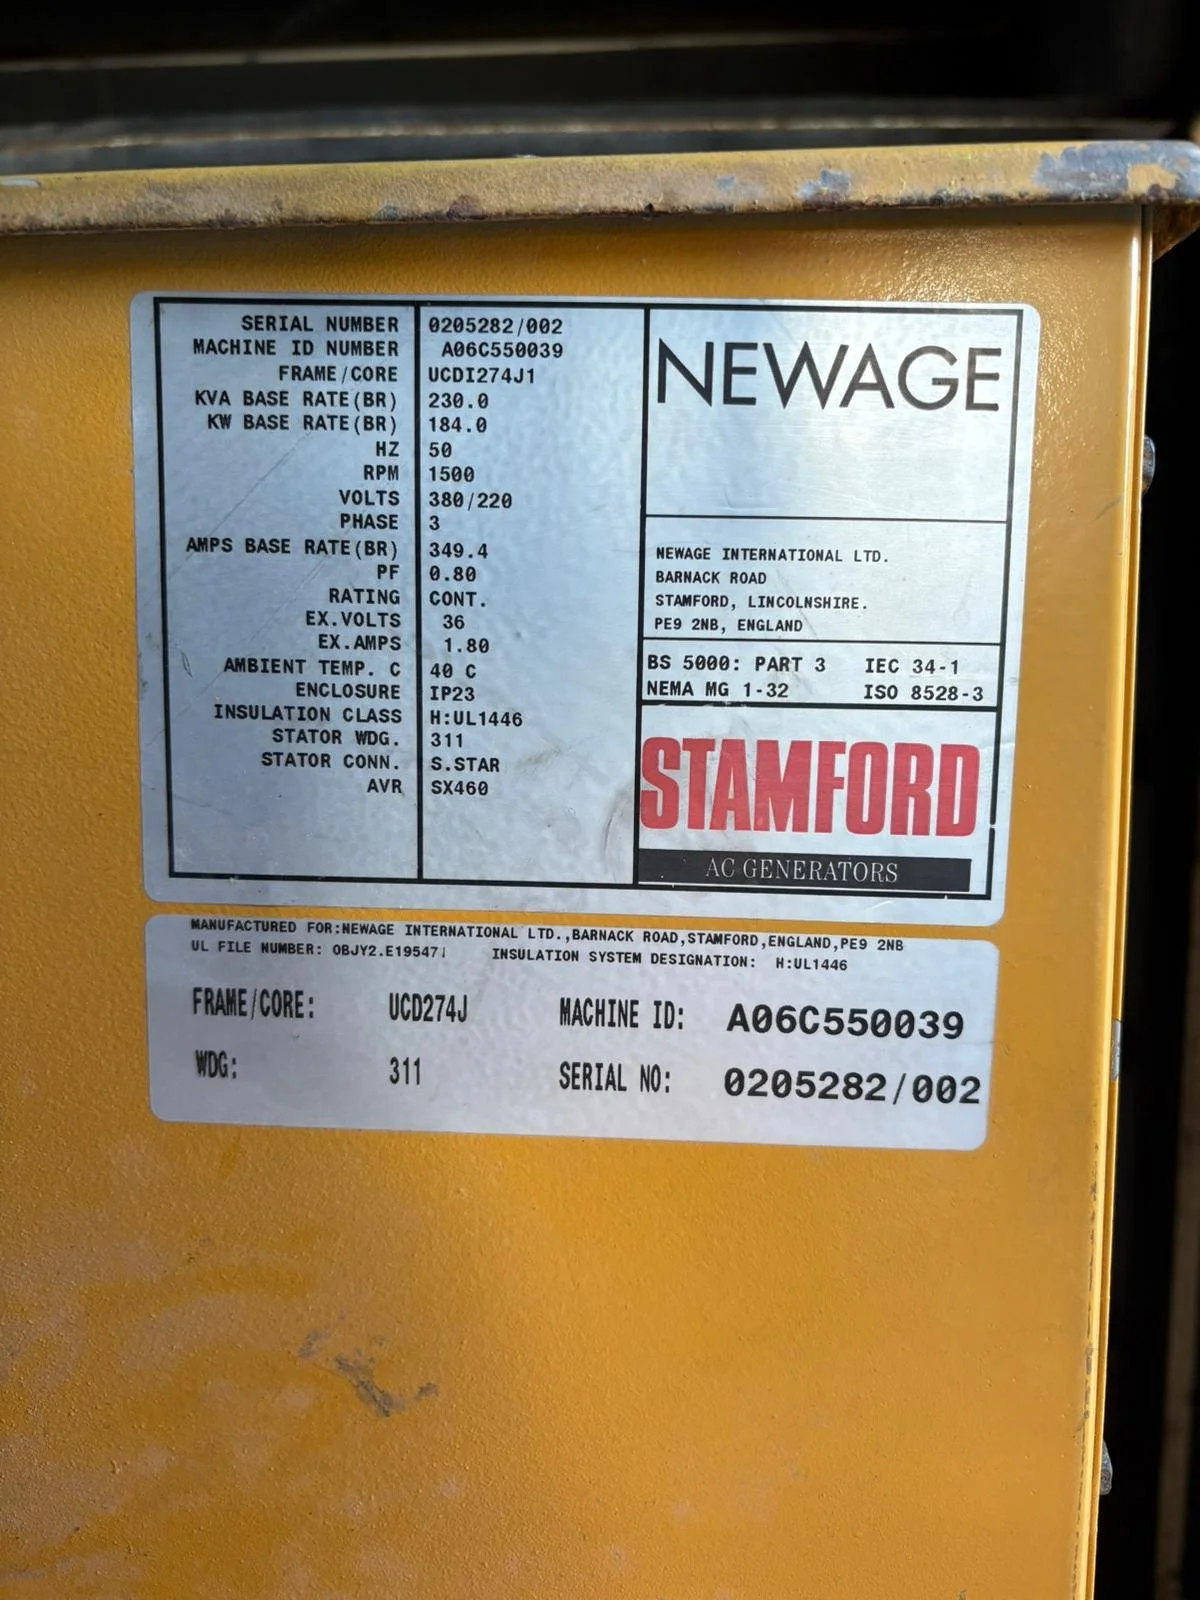 SERIAL NUMBER 0205282/002
MACHINE ID NUMBER A06C550039
FRAME/CORE UCDI274J1
KVA BASE RATE(BR) 230.0
KW BASE RATE(BR) 184.0
HZ 50
RPM 1500
VOLTS 380/220
PHASE 3
AMPS BASE RATE(BR) 349.4
PF 0.80
RATING CONT.
EX.VOLTS 36
EX.AMPS 1.80
AMBIENT TEMP. C 40 C
ENCLOSURE IP23
INSULATION CLASS H:UL1446
STATOR WDG. 311
STATOR CONN. S.STAR
AVR SX460
NEWAGE
NEWAGE INTERNATIONAL LTD.
BARNACK ROAD
STAMFORD, LINCOLNSHIRE.
PE9 2NB, ENGLAND
BS 5000: PART 3 IEC 34-1
NEMA MG 1-32 ISO 8528-3
STAMFORD
AC GENERATORS
MANUFACTURED FOR:NEWAGE INTERNATIONAL LTD.,BARNACK ROAD,STAMFORD,ENGLAND,PE9 2NB
UL FILE NUMBER: INSULATION SYSTEM DESIGNATION: H:UL1446
FRAME/CORE: UCD274J MACHINE ID: A06C550039
WDG: 311 SERIAL NO: 0205282/002